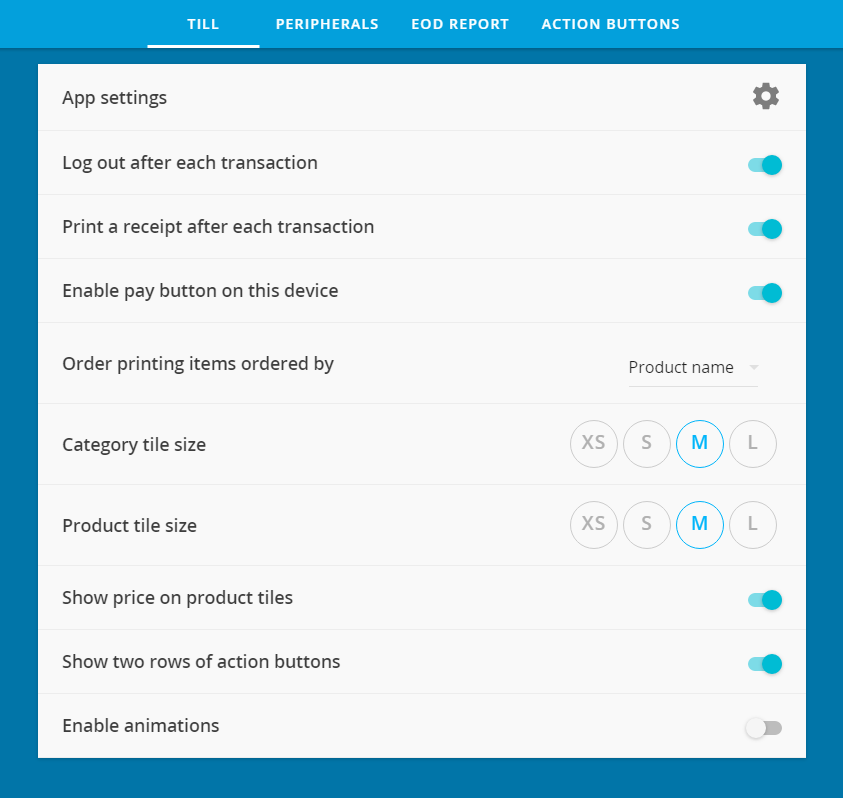 TILL PERIPHERALS EOD REPORT ACTION BUTTONS
App settings
Log out after each transaction
Print a receipt after each transaction
Enable pay button on this device
Order printing items ordered by Product name
Category tile size XS S M L
Product tile size XS S M L
Show price on product tiles
Show two rows of action buttons
Enable animations